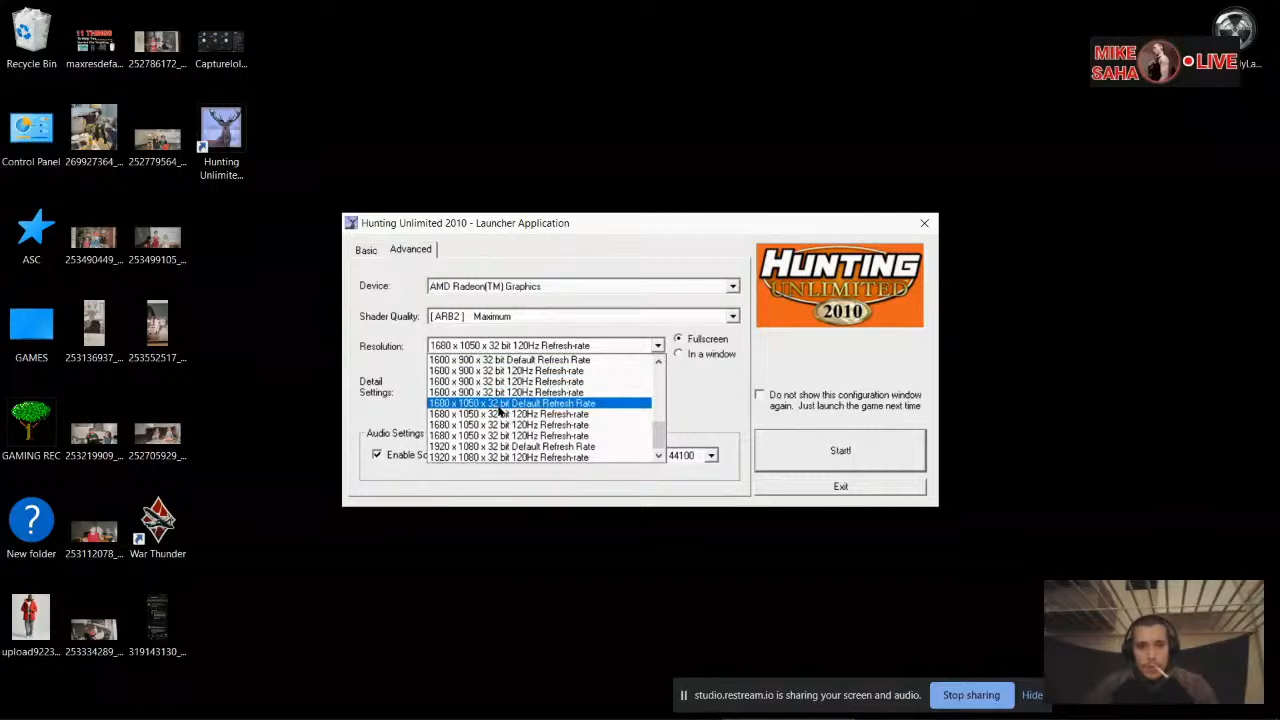 Recycle Bin
maxresdefa...
252786172_...
Capturelol...
11 THINGS
MIKE
SAHA
LIVE
Control Panel
269927364_...
252779564_...
Hunting
Unlimite...
ASC
253490449_...
253499105_...
GAMES
253136937_...
253552517_...
GAMING REC
253219909_...
252705929_...
New folder
253112078_...
War Thunder
upload9223...
253334289_...
319143130_...
Hunting Unlimited 2010 - Launcher Application
Basic
Advanced
Device:
AMD Radeon(TM) Graphics
Shader Quality:
[ ARB2 ] Maximum
Resolution:
1680 x 1050 x 32 bit 120Hz Refresh-rate
Fullscreen
In a window
1600 x 900 x 32 bit Default Refresh Rate
1600 x 900 x 32 bit 120Hz Refresh-rate
1600 x 900 x 32 bit 120Hz Refresh-rate
1600 x 900 x 32 bit 120Hz Refresh-rate
1680 x 1050 x 32 bit Default Refresh Rate
1680 x 1050 x 32 bit 120Hz Refresh-rate
1680 x 1050 x 32 bit 120Hz Refresh-rate
1680 x 1050 x 32 bit 120Hz Refresh-rate
1920 x 1080 x 32 bit Default Refresh Rate
1920 x 1080 x 32 bit 120Hz Refresh-rate
Detail
Settings:
Audio Settings
Enable So
44100
HUNTING
UNLIMITED
2010
Do not show this configuration window
again. Just launch the game next time
Start!
Exit
studio.restream.io is sharing your screen and audio.
Stop sharing
Hide